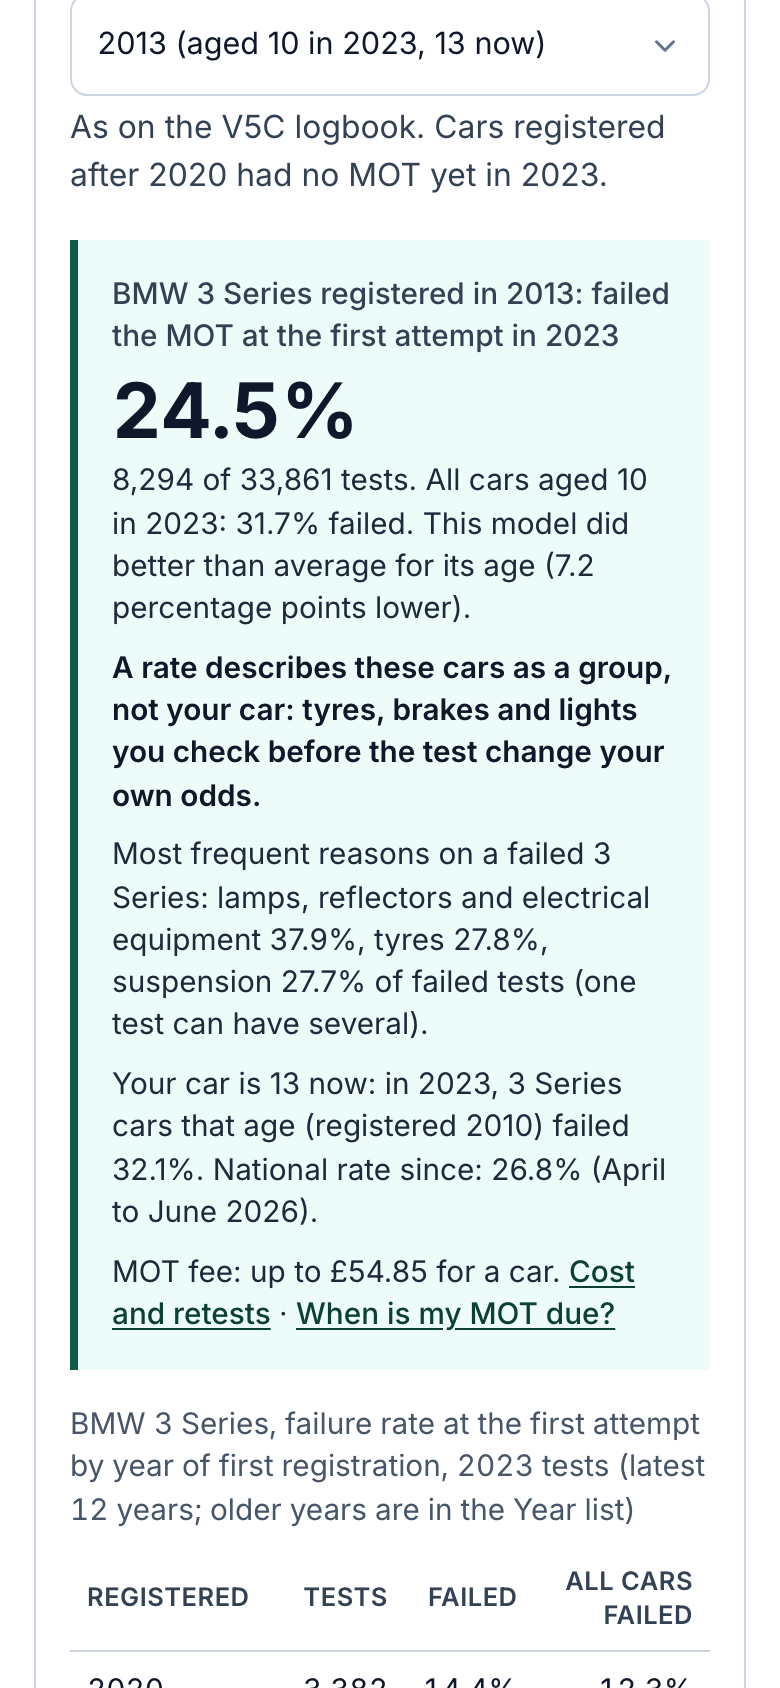 2013 (aged 10 in 2023, 13 now)
As on the V5C logbook. Cars registered
after 2020 had no MOT yet in 2023.
BMW 3 Series registered in 2013: failed
the MOT at the first attempt in 2023
24.5%
8,294 of 33,861 tests. All cars aged 10
in 2023: 31.7% failed. This model did
better than average for its age (7.2
percentage points lower).
A rate describes these cars as a group,
not your car: tyres, brakes and lights
you check before the test change your
own odds.
Most frequent reasons on a failed 3
Series: lamps, reflectors and electrical
equipment 37.9%, tyres 27.8%,
suspension 27.7% of failed tests (one
test can have several).
Your car is 13 now: in 2023, 3 Series
cars that age (registered 2010) failed
32.1%. National rate since: 26.8% (April
to June 2026).
MOT fee: up to £54.85 for a car. Cost
and retests · When is my MOT due?
BMW 3 Series, failure rate at the first attempt
by year of first registration, 2023 tests (latest
12 years; older years are in the Year list)
REGISTERED TESTS FAILED ALL CARS FAILED
2020 3,382 14.4% 12.3%